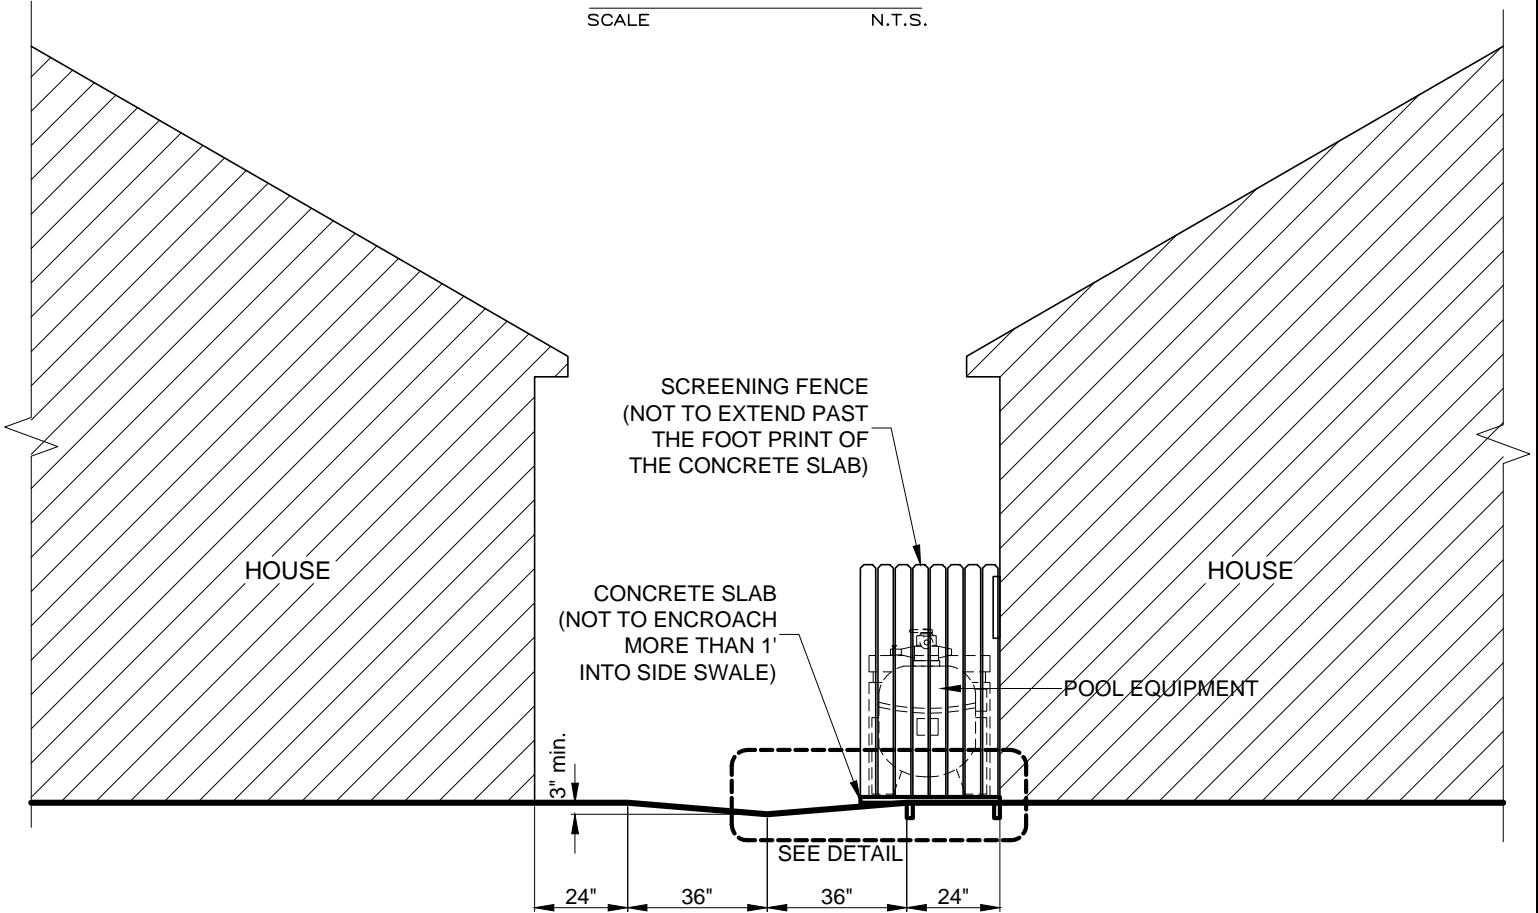 SCALE N.T.S.
SCREENING FENCE
(NOT TO EXTEND PAST
THE FOOT PRINT OF
THE CONCRETE SLAB)
HOUSE
HOUSE
CONCRETE SLAB
(NOT TO ENCROACH
MORE THAN 1'
INTO SIDE SWALE)
POOL EQUIPMENT
3" min.
SEE DETAIL
24" 36" 36" 24"